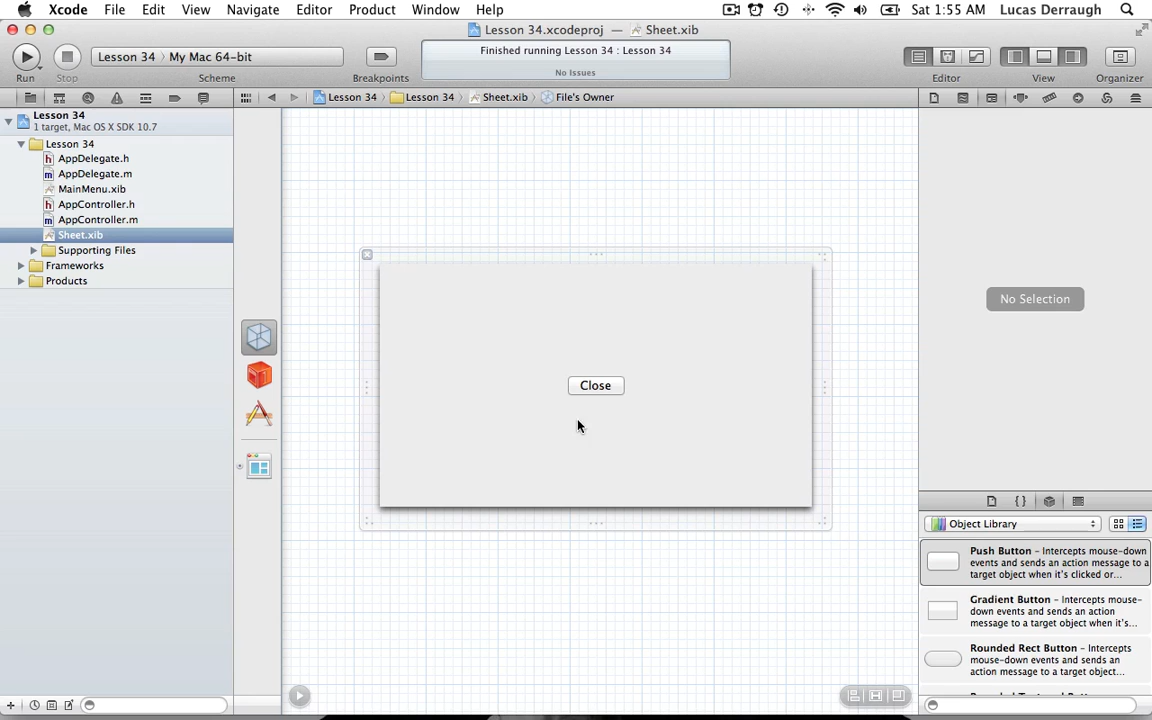 Xcode File Edit View Navigate Editor Product Window Help Sat 1:55 AM Lucas Derraugh
Lesson 34.xcodeproj — Sheet.xib
Lesson 34 My Mac 64-bit
Finished running Lesson 34 : Lesson 34
No Issues
Run Stop Scheme Breakpoints Editor View Organizer
Lesson 34 Lesson 34 Sheet.xib File's Owner
Lesson 34
1 target, Mac OS X SDK 10.7
Lesson 34
AppDelegate.h
AppDelegate.m
MainMenu.xib
AppController.h
AppController.m
Sheet.xib
Supporting Files
Frameworks
Products
Close
No Selection
Object Library
Push Button – Intercepts mouse-down
events and sends an action message to a
target object when it's clicked or...
Gradient Button – Intercepts mouse-
down events and sends an action
message to a target object when it's...
Rounded Rect Button – Intercepts
mouse-down events and sends an
action message to a target object...